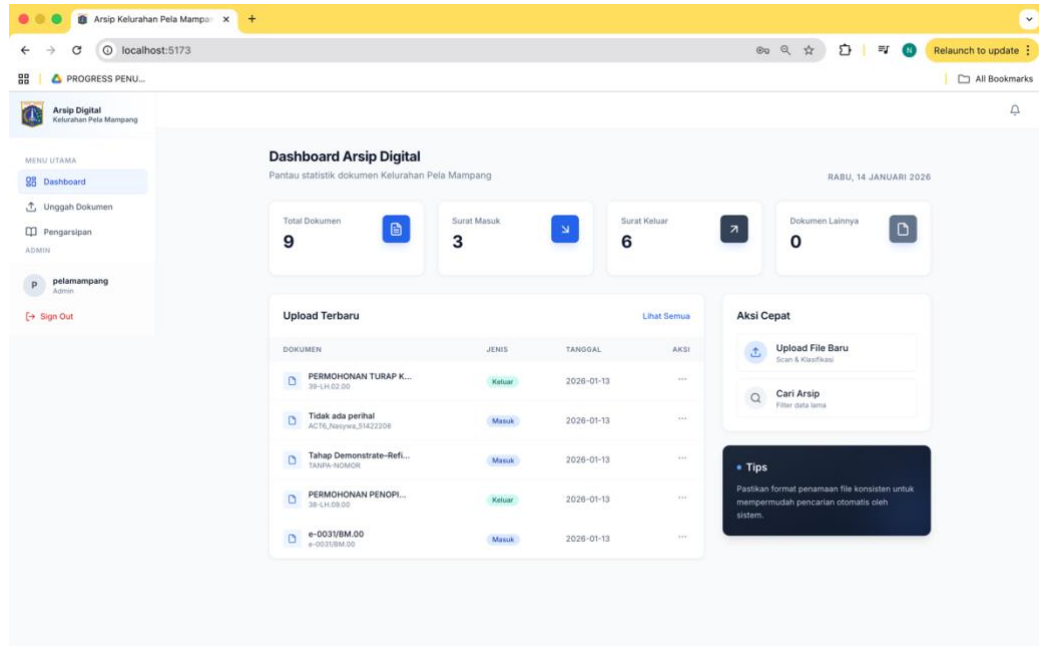 Arsip Kelurahan Pela Mampan
localhost:5173
Relaunch to update
PROGRESS PENU...
All Bookmarks
Arsip Digital
Kelurahan Pela Mampang
MENU UTAMA
Dashboard
Unggah Dokumen
Pengarsipan
ADMIN
P
pelamampang
Admin
Sign Out
Dashboard Arsip Digital
Pantau statistik dokumen Kelurahan Pela Mampang
RABU, 14 JANUARI 2026
Total Dokumen
9
Surat Masuk
3
Surat Keluar
6
Dokumen Lainnya
0
Upload Terbaru
Lihat Semua
DOKUMEN JENIS TANGGAL AKSI
PERMOHONAN TURAP K... Keluar 2026-01-13 ...
39-LH.02.00
Tidak ada perihal Masuk 2026-01-13 ...
ACT6_Nasywa_51422208
Tahap Demonstrate-Refi... Masuk 2026-01-13 ...
TANPA-NOMOR
PERMOHONAN PENOPI... Keluar 2026-01-13 ...
38-LH.09.00
e-0031/BM.00 Masuk 2026-01-13 ...
e-0031/BM.00
Aksi Cepat
Upload File Baru
Scan & Klasifikasi
Cari Arsip
Filter data lama
Tips
Pastikan format penamaan file konsisten untuk
mempermudah pencarian otomatis oleh
sistem.